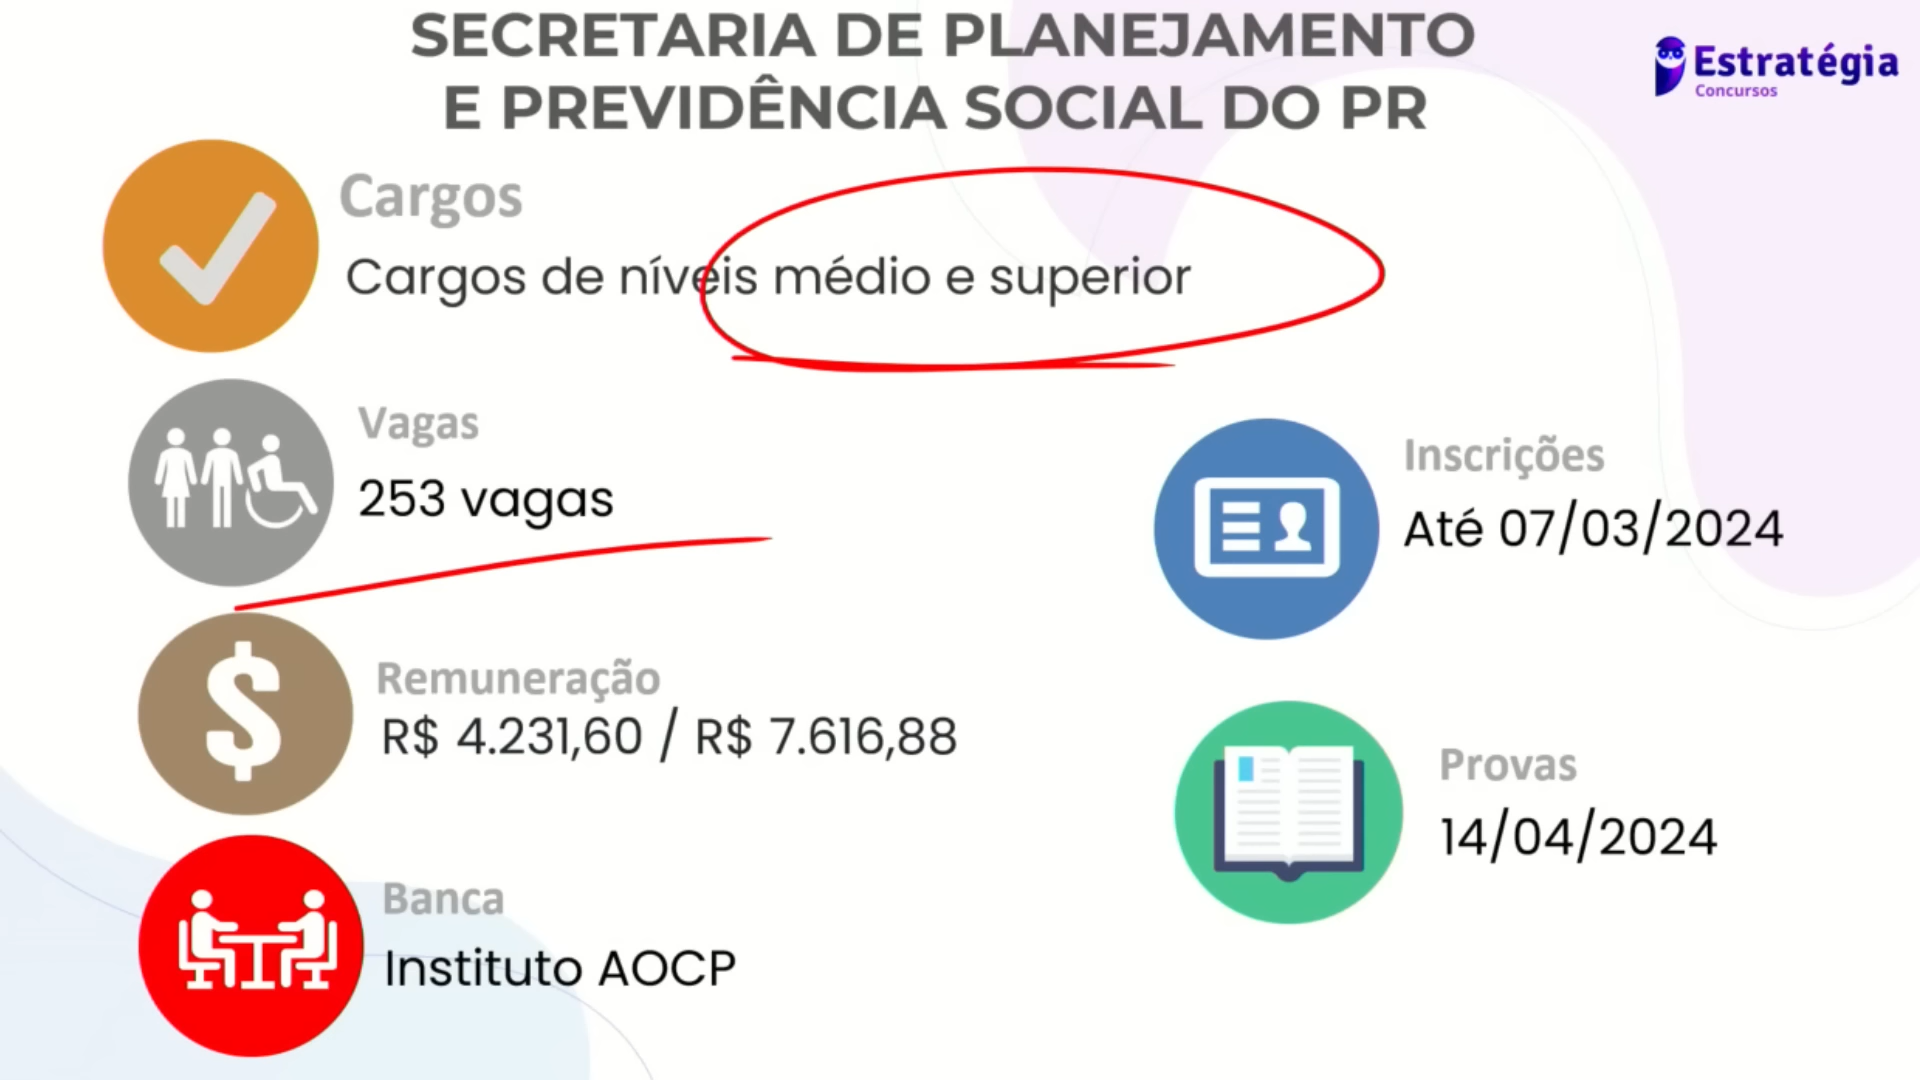 SECRETARIA DE PLANEJAMENTO
E PREVIDÊNCIA SOCIAL DO PR
Estratégia
Concursos
Cargos
Cargos de níveis médio e superior
Vagas
253 vagas
Inscrições
Até 07/03/2024
Remuneração
R$ 4.231,60 / R$ 7.616,88
Provas
14/04/2024
Banca
Instituto AOCP